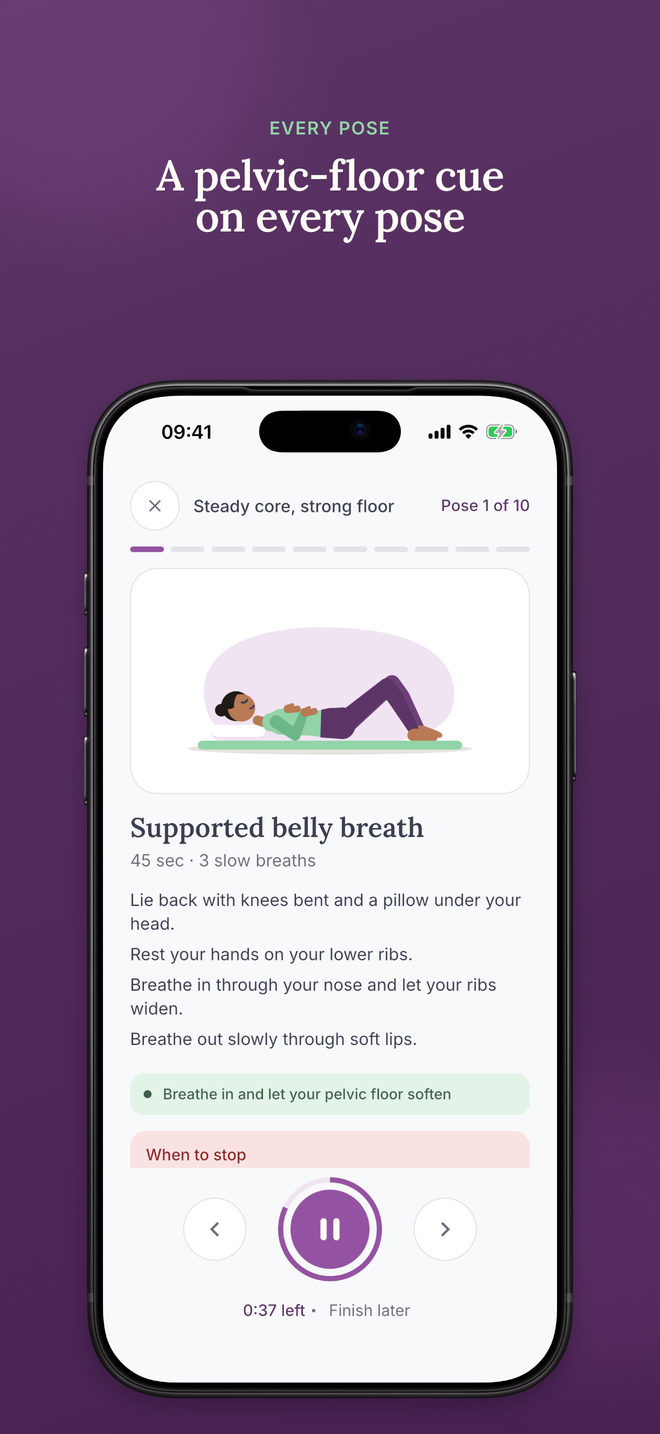 EVERY POSE
A pelvic-floor cue
on every pose
09:41
Steady core, strong floor
Pose 1 of 10
Supported belly breath
45 sec · 3 slow breaths
Lie back with knees bent and a pillow under your
head.
Rest your hands on your lower ribs.
Breathe in through your nose and let your ribs
widen.
Breathe out slowly through soft lips.
Breathe in and let your pelvic floor soften
When to stop
0:37 left · Finish later